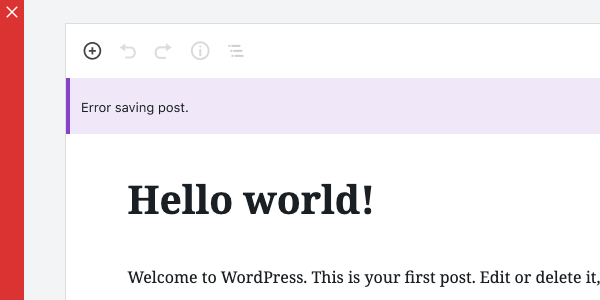 Error saving post.
Hello world!
Welcome to WordPress. This is your first post. Edit or delete it,